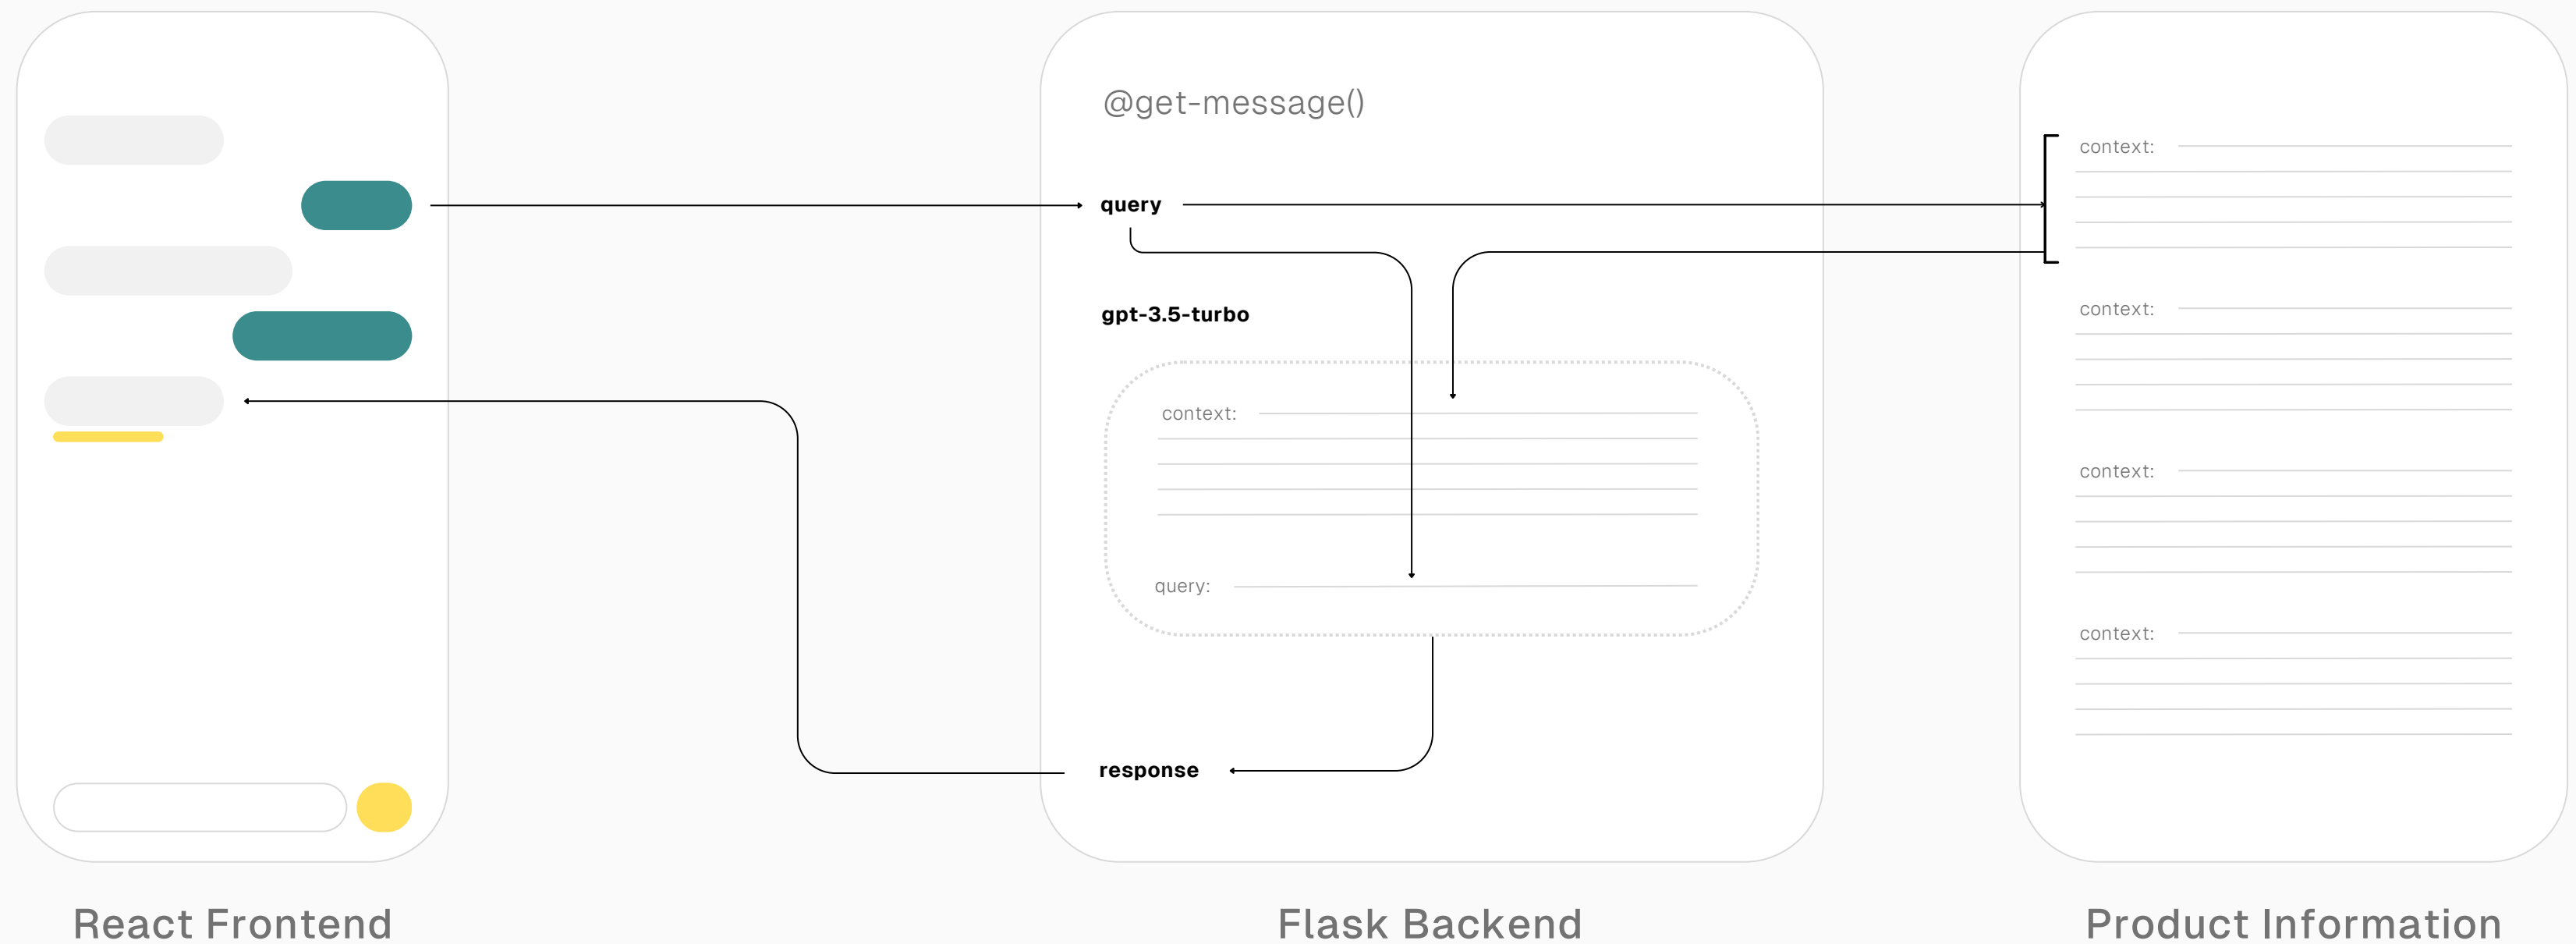 @get-message()
query
gpt-3.5-turbo
context:
query:
response
context:
context:
context:
context:
React Frontend
Flask Backend
Product Information